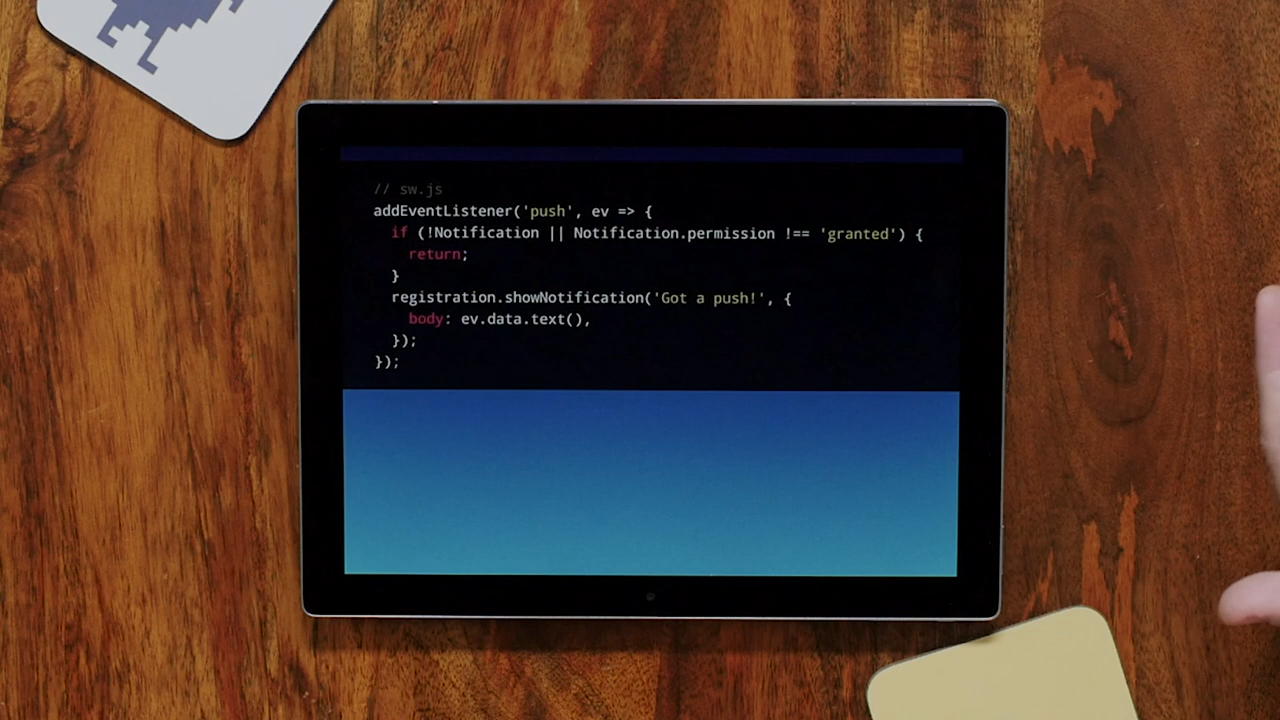 // sw.js
addEventListener('push', ev => {
if (!Notification || Notification.permission !== 'granted') {
return;
}
registration.showNotification('Got a push!', {
body: ev.data.text(),
});
});